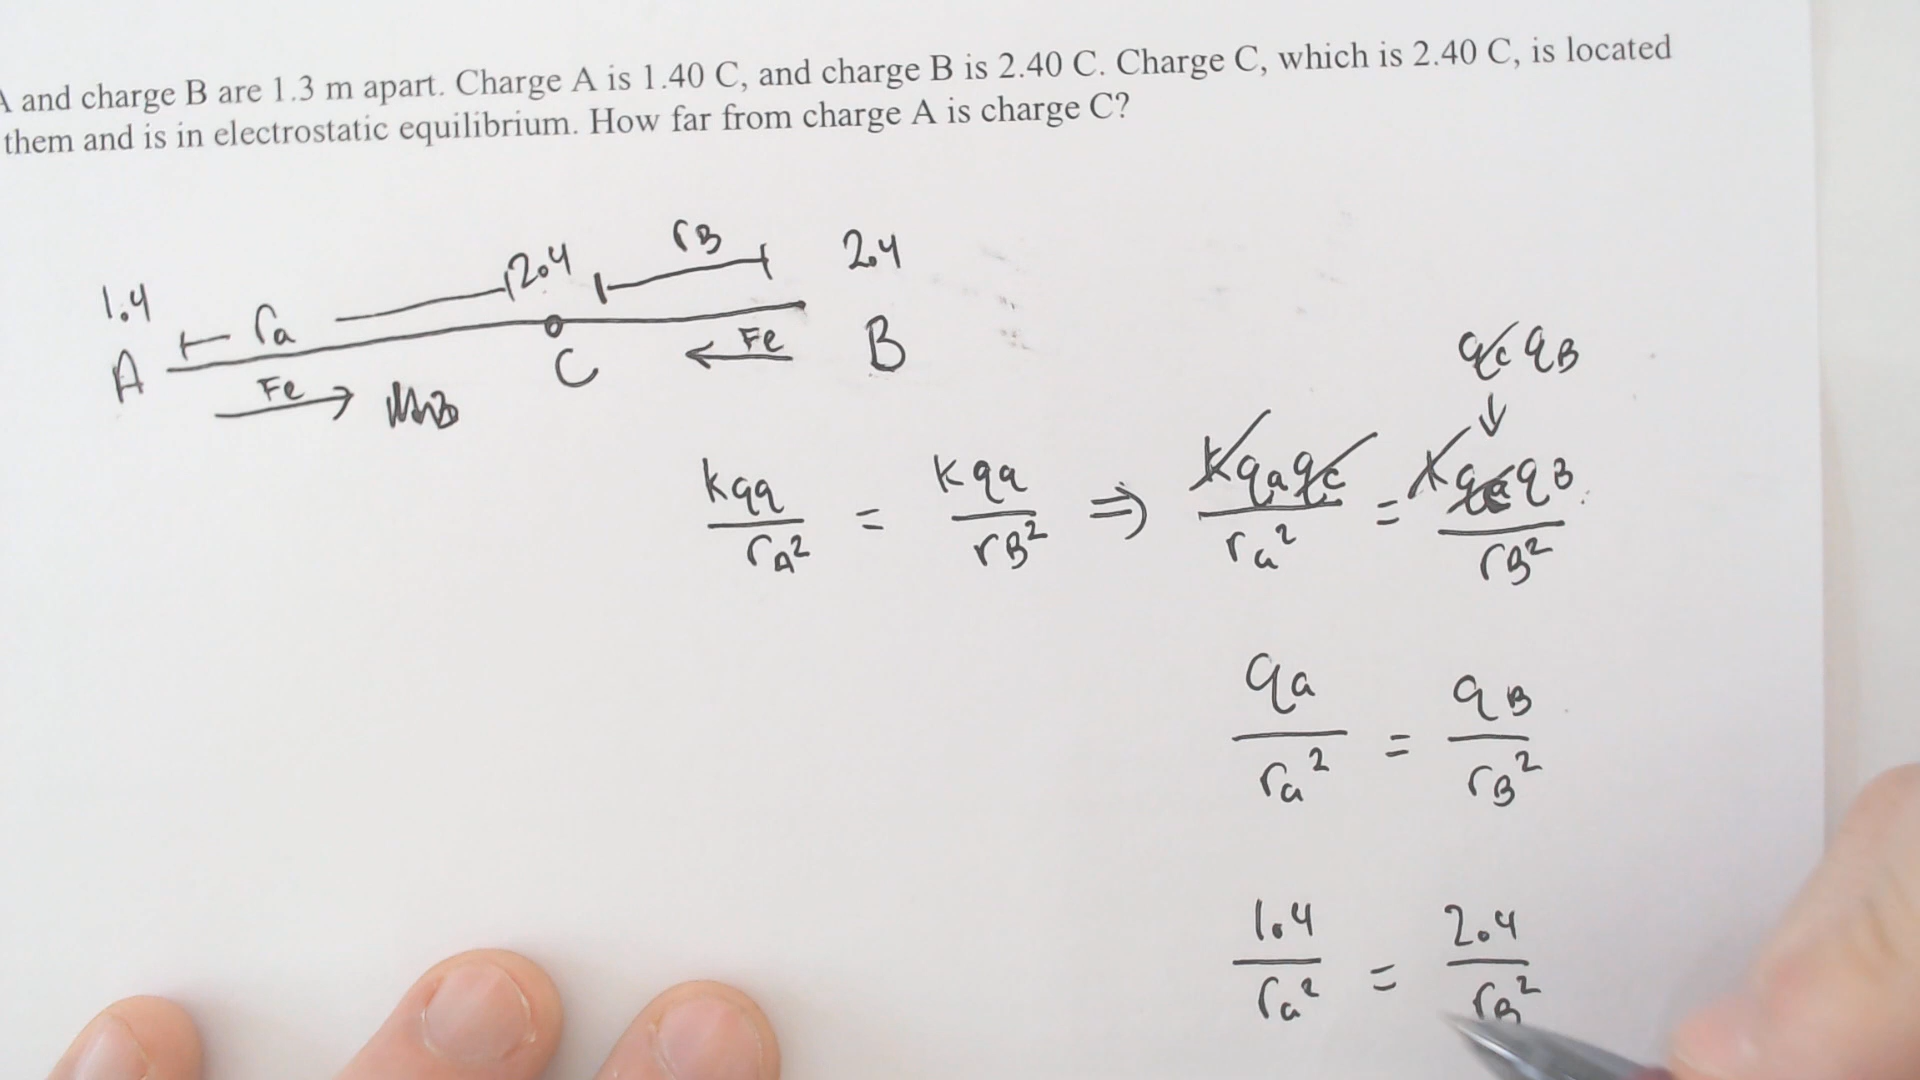 and charge B are 1.3 m apart. Charge A is 1.40 C, and charge B is 2.40 C. Charge C, which is 2.40 C, is located
them and is in electrostatic equilibrium. How far from charge A is charge C?
1.4 ra 2.4 rB 2.4
A Fe C Fe B
qc qB
kqq / rA² = kqq / rB² ⇒ kqaqc / ra² = k qB / rB²
qa / ra² = qB / rB²
1.4 / ra² = 2.4 / rB²